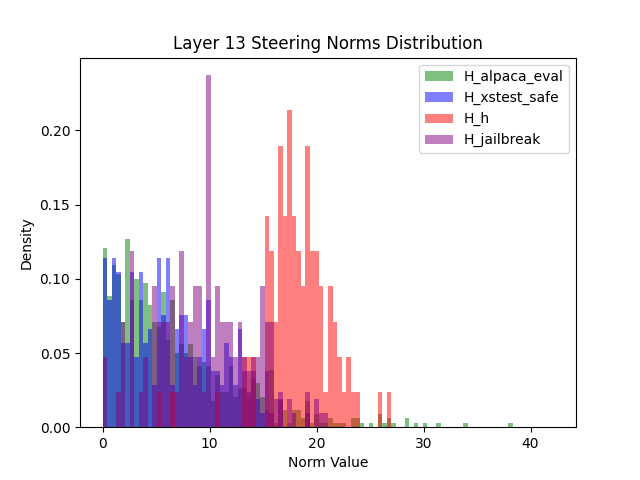 Layer 13 Steering Norms Distribution
H_alpaca_eval
H_xstest_safe
H_h
H_jailbreak
Density
0.20
0.15
0.10
0.05
0.00
0 10 20 30 40
Norm Value